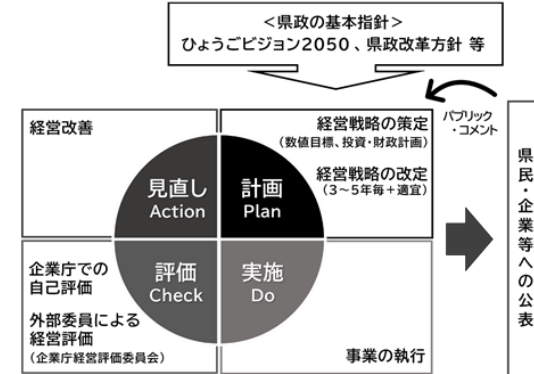 ＜県政の基本指針＞
ひょうごビジョン2050、県政改革方針 等
パブリック
・コメント
経営改善
経営戦略の策定
(数値目標、投資・財政計画)
経営戦略の改定
(3～5年毎＋適宜)
見直し
Action
計画
Plan
企業庁での
自己評価
外部委員による
経営評価
(企業庁経営評価委員会)
評価
Check
実施
Do
事業の執行
県民・企業等への公表